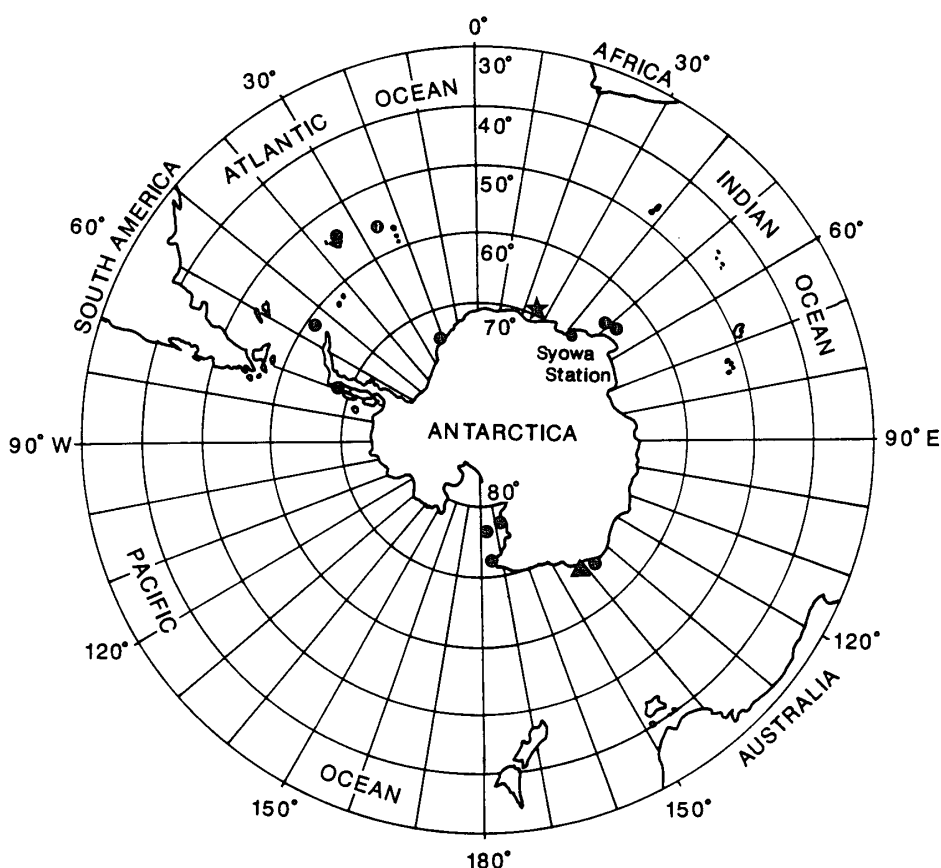 0°
30°
AFRICA
30°
OCEAN
ATLANTIC
30°
40°
50°
60°
70°
INDIAN
OCEAN
60°
SOUTH AMERICA
60°
Syowa
Station
90° W
ANTARCTICA
90° E
80°
PACIFIC
OCEAN
120°
120°
AUSTRALIA
150°
150°
180°